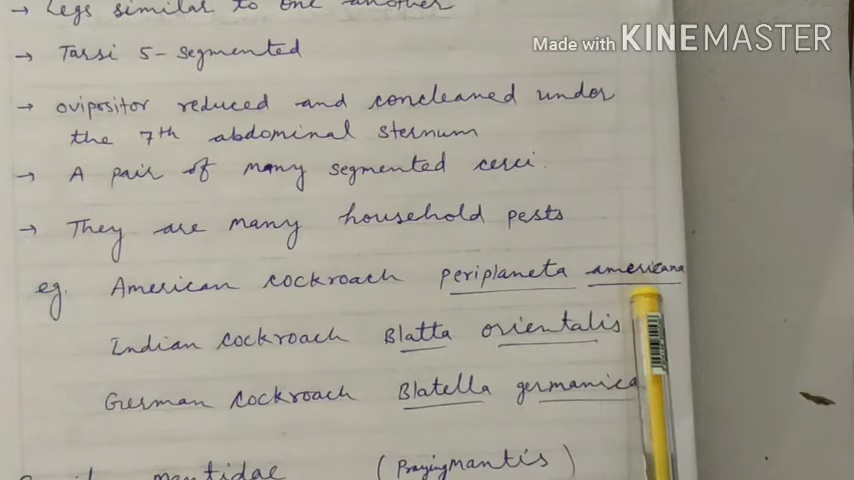 → Legs similar to one another
Made with KINEMASTER
→ Tarsi 5-segmented
→ ovipositor reduced and concleaned under
the 7th abdominal sternum
→ A pair of many segmented cerci.
→ They are many household pests
eg. American cockroach periplaneta americana
Indian cockroach Blatta orientalis
German cockroach Blatella germanica
mantidae (Praying mantis)